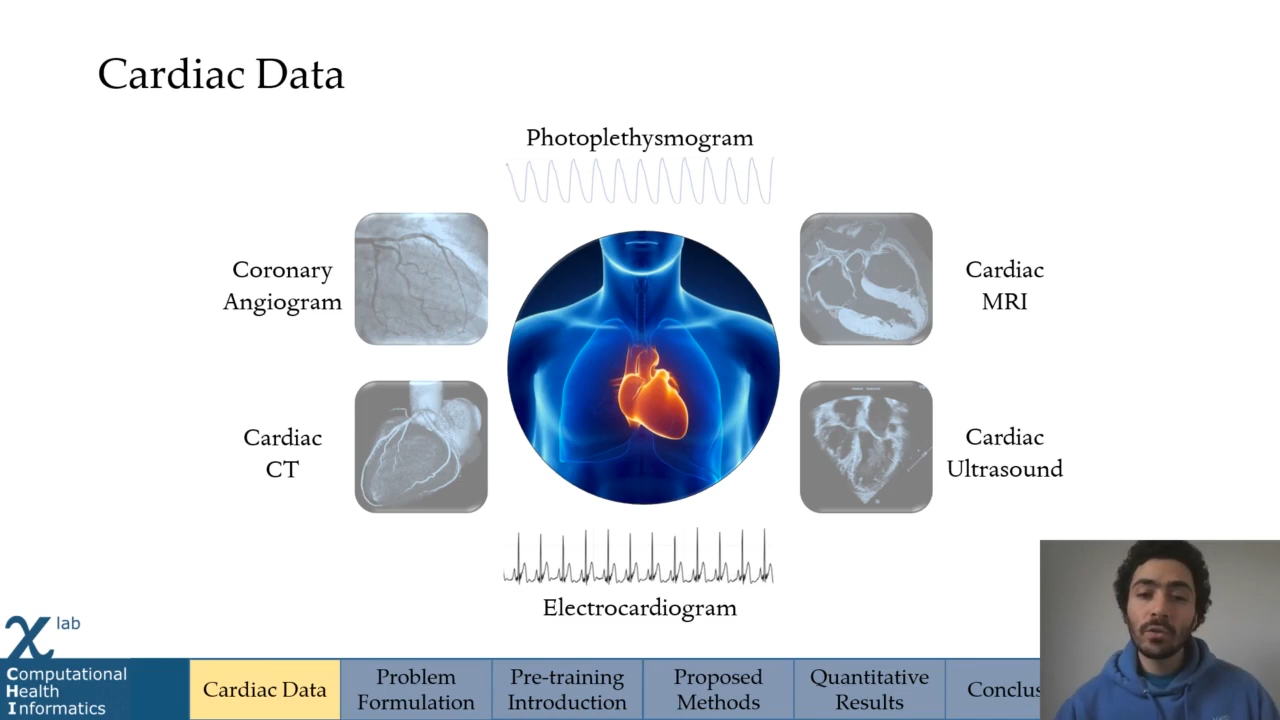 Cardiac Data
Photoplethysmogram
Coronary
Angiogram
Cardiac
MRI
Cardiac
CT
Cardiac
Ultrasound
Electrocardiogram
χ lab
Computational
Health
Informatics
Cardiac Data
Problem
Formulation
Pre-training
Introduction
Proposed
Methods
Quantitative
Results
Conclus